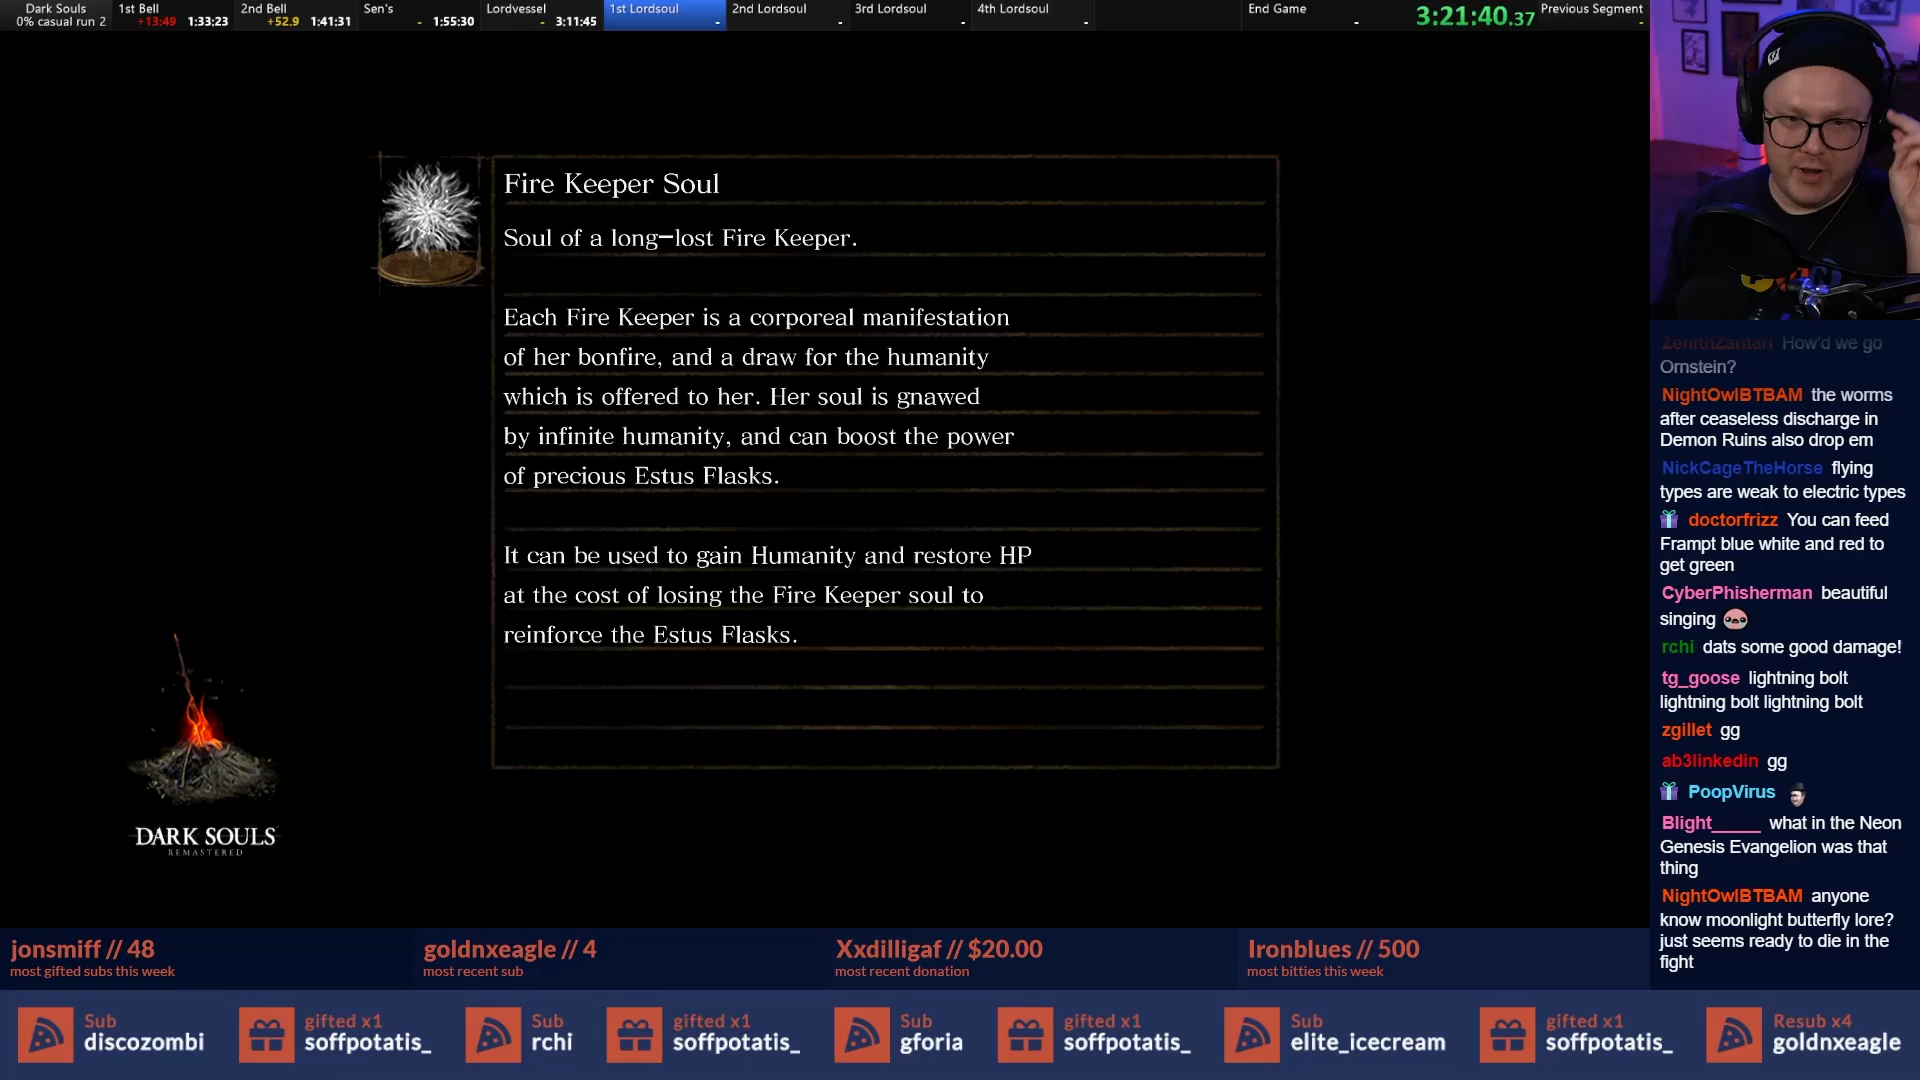 Dark Souls
0% casual run 2
1st Bell
+13:49 1:33:23
2nd Bell
+52.9 1:41:31
Sen's
- 1:55:30
Lordvessel
- 3:11:45
1st Lordsoul
-
2nd Lordsoul
-
3rd Lordsoul
-
4th Lordsoul
-
End Game
-
3:21:40.37
Previous Segment
-
Fire Keeper Soul
Soul of a long-lost Fire Keeper.
Each Fire Keeper is a corporeal manifestation
of her bonfire, and a draw for the humanity
which is offered to her. Her soul is gnawed
by infinite humanity, and can boost the power
of precious Estus Flasks.
It can be used to gain Humanity and restore HP
at the cost of losing the Fire Keeper soul to
reinforce the Estus Flasks.
DARK SOULS
REMASTERED
ZenithZantari How'd we go
Ornstein?
NightOwlBTBAM the worms
after ceaseless discharge in
Demon Ruins also drop em
NickCageTheHorse flying
types are weak to electric types
doctorfrizz You can feed
Frampt blue white and red to
get green
CyberPhisherman beautiful
singing
rchi dats some good damage!
tg_goose lightning bolt
lightning bolt lightning bolt
zgillet gg
ab3linkedin gg
PoopVirus
Blight_____ what in the Neon
Genesis Evangelion was that
thing
NightOwlBTBAM anyone
know moonlight butterfly lore?
just seems ready to die in the
fight
jonsmiff // 48
most gifted subs this week
goldnxeagle // 4
most recent sub
Xxdilligaf // $20.00
most recent donation
Ironblues // 500
most bitties this week
Sub
discozombi
gifted x1
soffpotatis_
Sub
rchi
gifted x1
soffpotatis_
Sub
gforia
gifted x1
soffpotatis_
Sub
elite_icecream
gifted x1
soffpotatis_
Resub x4
goldnxeagle